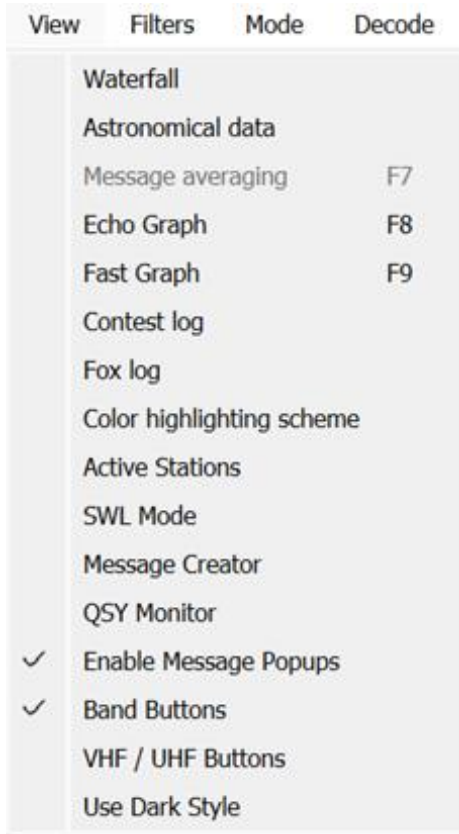 View Filters Mode Decode
Waterfall
Astronomical data
Message averaging F7
Echo Graph F8
Fast Graph F9
Contest log
Fox log
Color highlighting scheme
Active Stations
SWL Mode
Message Creator
QSY Monitor
Enable Message Popups
Band Buttons
VHF / UHF Buttons
Use Dark Style